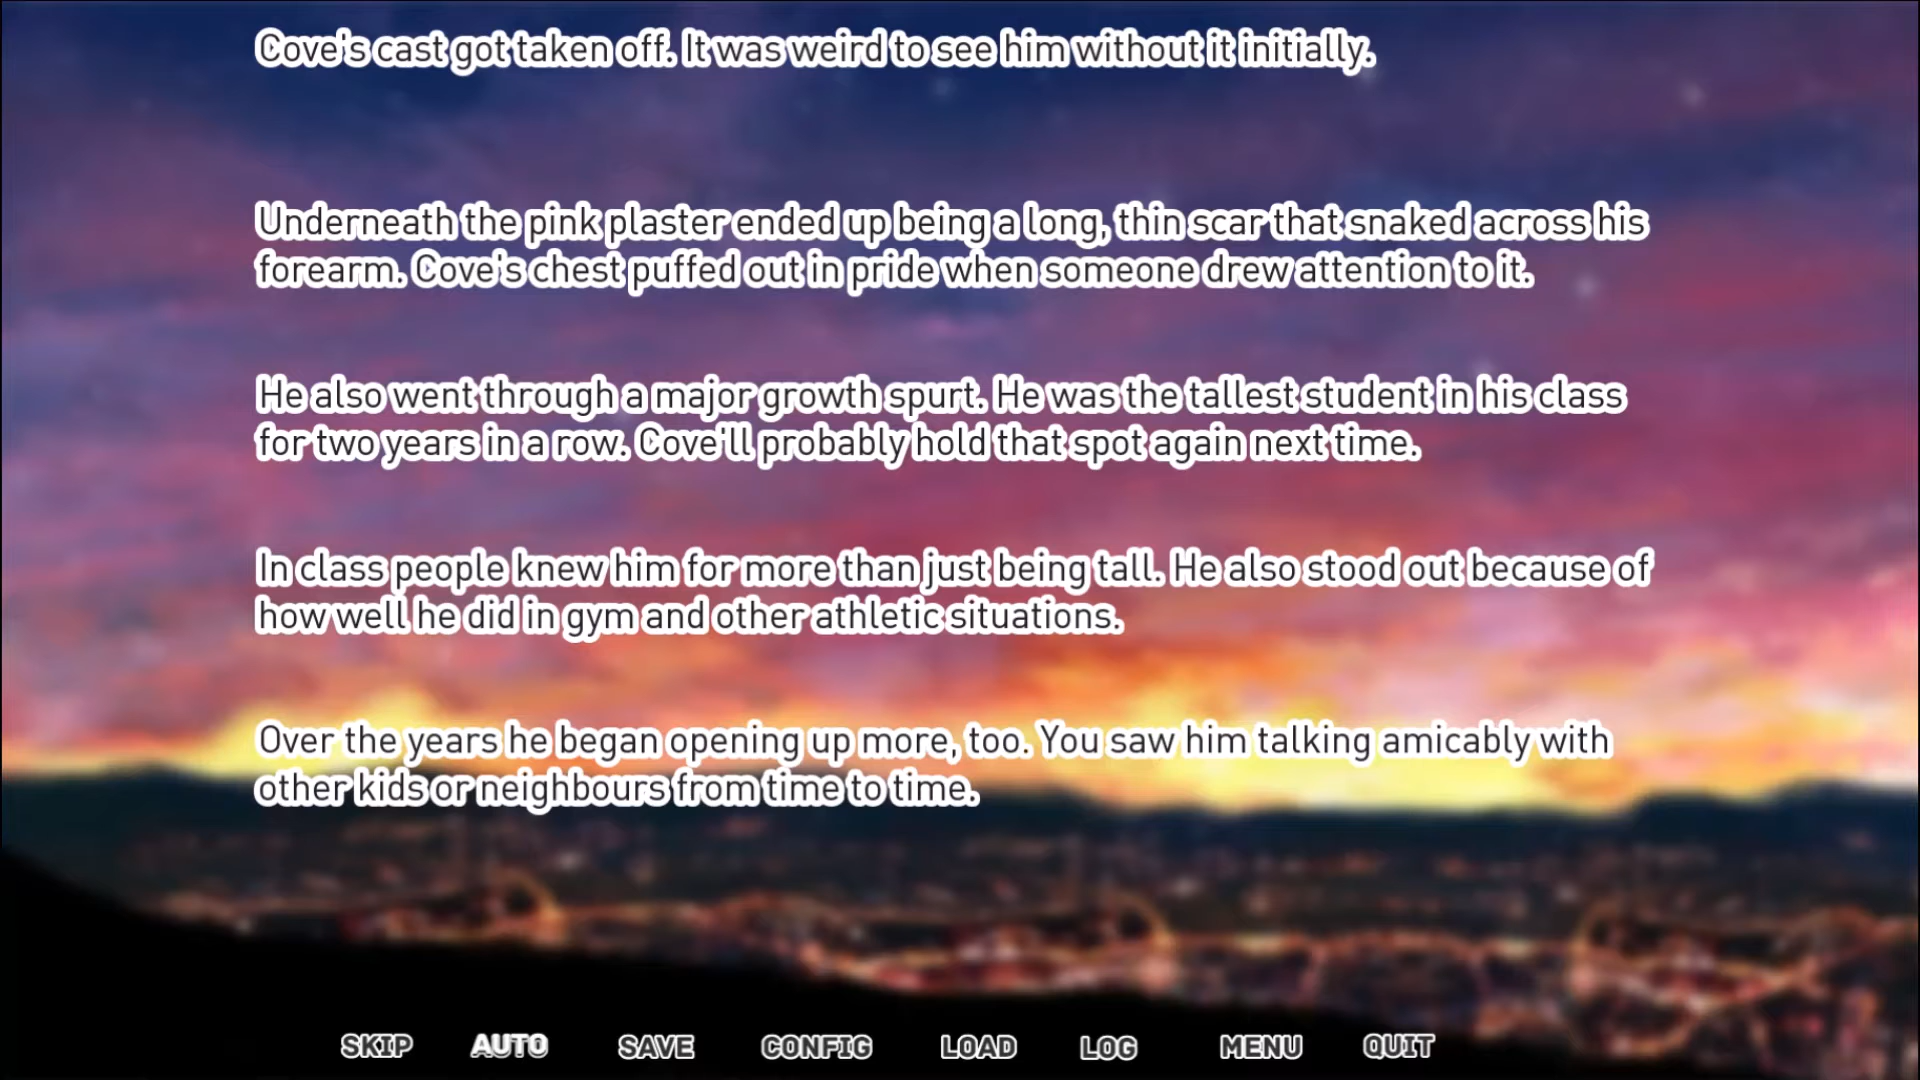 Cove's cast got taken off. It was weird to see him without it initially.
Underneath the pink plaster ended up being a long, thin scar that snaked across his
forearm. Cove's chest puffed out in pride when someone drew attention to it.
He also went through a major growth spurt. He was the tallest student in his class
for two years in a row. Cove'll probably hold that spot again next time.
In class people knew him for more than just being tall. He also stood out because of
how well he did in gym and other athletic situations.
Over the years he began opening up more, too. You saw him talking amicably with
other kids or neighbours from time to time.
SKIP AUTO SAVE CONFIG LOAD LOG MENU QUIT